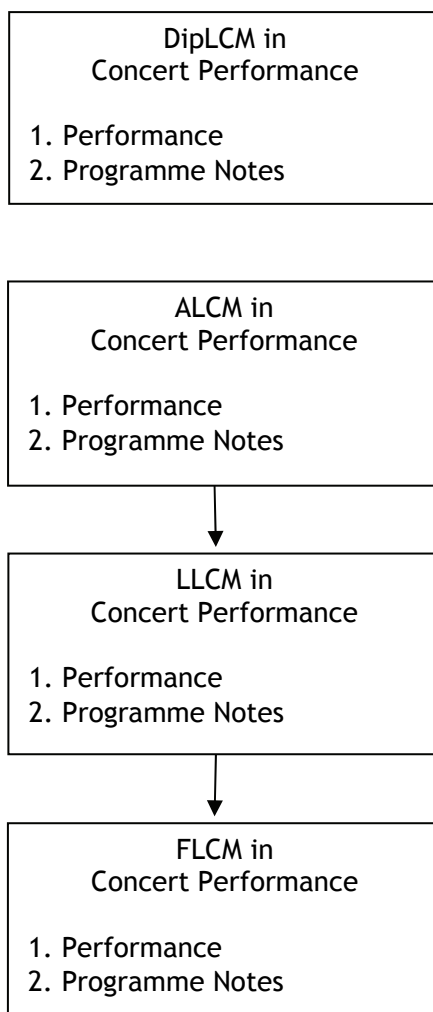 DipLCM in
Concert Performance
1. Performance
2. Programme Notes
ALCM in
Concert Performance
1. Performance
2. Programme Notes
LLCM in
Concert Performance
1. Performance
2. Programme Notes
FLCM in
Concert Performance
1. Performance
2. Programme Notes